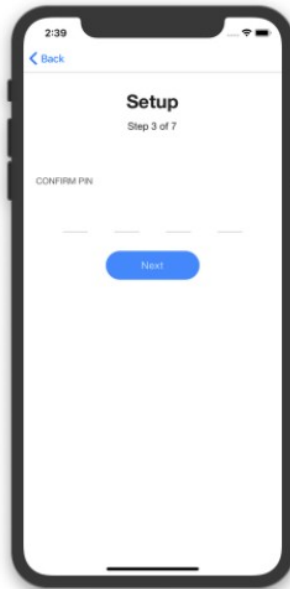 2:39
Back
Setup
Step 3 of 7
CONFIRM PIN
Next